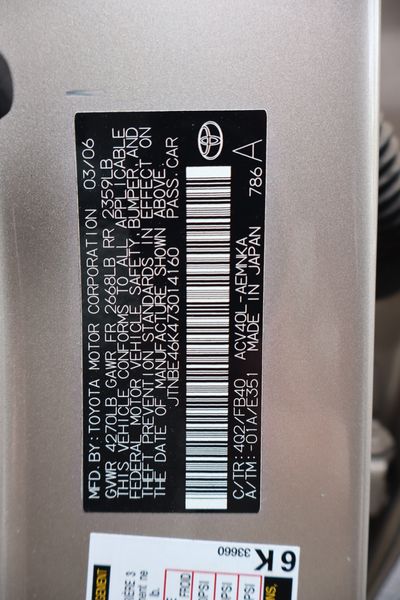 MFD. BY: TOYOTA MOTOR CORPORATION 03/06
GVWR 4270LB GAWR FR 2668LB RR 2359LB
THIS VEHICLE CONFORMS TO ALL APPLICABLE
FEDERAL MOTOR VEHICLE SAFETY, BUMPER, AND
THEFT PREVENTION STANDARDS IN EFFECT ON
THE DATE OF MANUFACTURE SHOWN ABOVE.
JTNBE46K473014160 PASS. CAR
C/TR: 4Q2/FB40 ACV40L-AEMNKA
A/TM: -01A/E351 MADE IN JAPAN 786 A
6K
33660